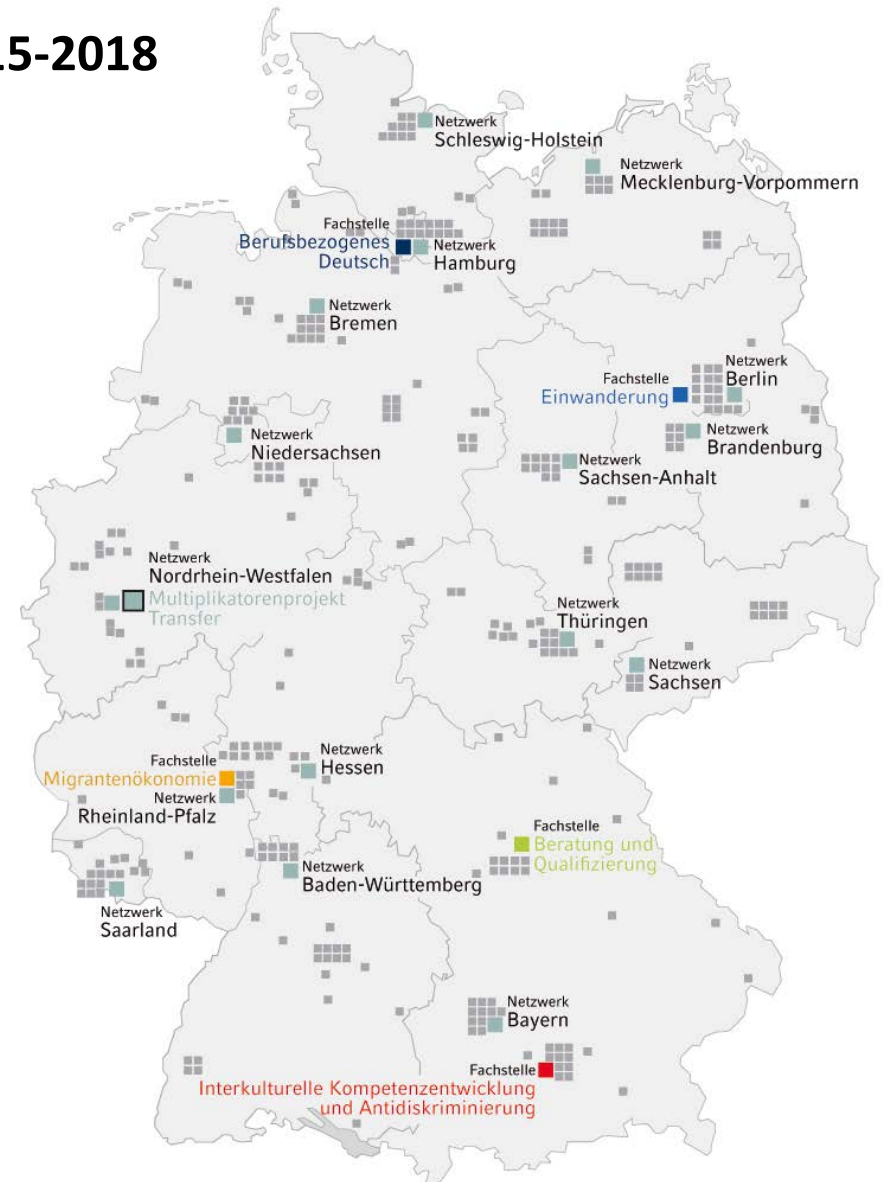 15-2018
Netzwerk
Schleswig-Holstein
Netzwerk
Mecklenburg-Vorpommern
Fachstelle
Berufsbezogenes
Deutsch
Netzwerk
Hamburg
Netzwerk
Bremen
Netzwerk
Berlin
Fachstelle
Einwanderung
Netzwerk
Brandenburg
Netzwerk
Niedersachsen
Netzwerk
Sachsen-Anhalt
Netzwerk
Nordrhein-Westfalen
Multiplikatorenprojekt
Transfer
Netzwerk
Thüringen
Netzwerk
Sachsen
Netzwerk
Hessen
Fachstelle
Migrantenökonomie
Netzwerk
Rheinland-Pfalz
Fachstelle
Beratung und
Qualifizierung
Netzwerk
Baden-Württemberg
Netzwerk
Saarland
Netzwerk
Bayern
Fachstelle
Interkulturelle Kompetenzentwicklung
und Antidiskriminierung